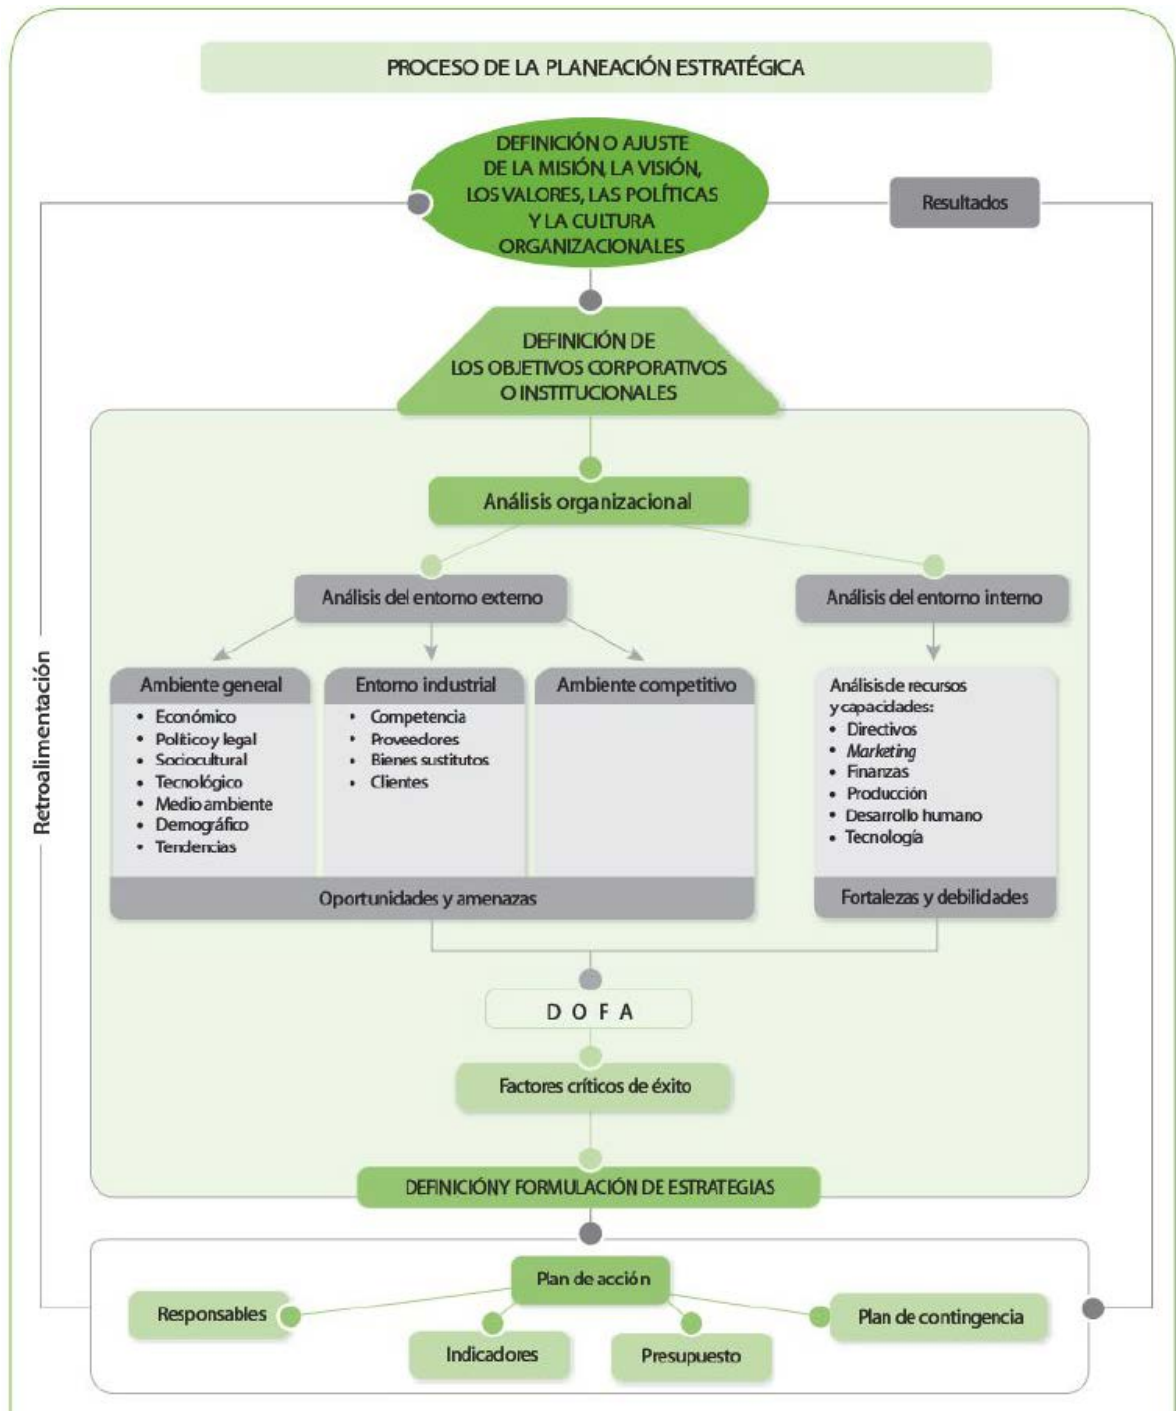 PROCESO DE LA PLANEACIÓN ESTRATÉGICA
DEFINICIÓN O AJUSTE
DE LA MISIÓN, LA VISIÓN,
LOS VALORES, LAS POLÍTICAS
Y LA CULTURA
ORGANIZACIONALES
Resultados
DEFINICIÓN DE
LOS OBJETIVOS CORPORATIVOS
O INSTITUCIONALES
Análisis organizacional
Análisis del entorno externo
Análisis del entorno interno
Retroalimentación
Ambiente general
• Económico
• Político y legal
• Sociocultural
• Tecnológico
• Medio ambiente
• Demográfico
• Tendencias
Entorno industrial
• Competencia
• Proveedores
• Bienes sustitutos
• Clientes
Ambiente competitivo
Oportunidades y amenazas
Análisis de recursos
y capacidades:
• Directivos
• Marketing
• Finanzas
• Producción
• Desarrollo humano
• Tecnología
Fortalezas y debilidades
D O F A
Factores críticos de éxito
DEFINICIÓN Y FORMULACIÓN DE ESTRATEGIAS
Plan de acción
Responsables
Indicadores
Presupuesto
Plan de contingencia